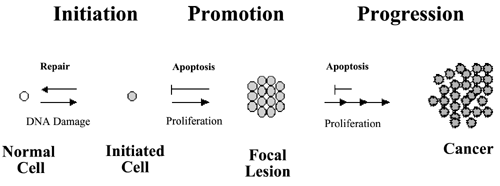 Initiation Promotion Progression
Repair Apoptosis Apoptosis
DNA Damage Proliferation Proliferation
Normal
Cell
Initiated
Cell
Focal
Lesion
Cancer